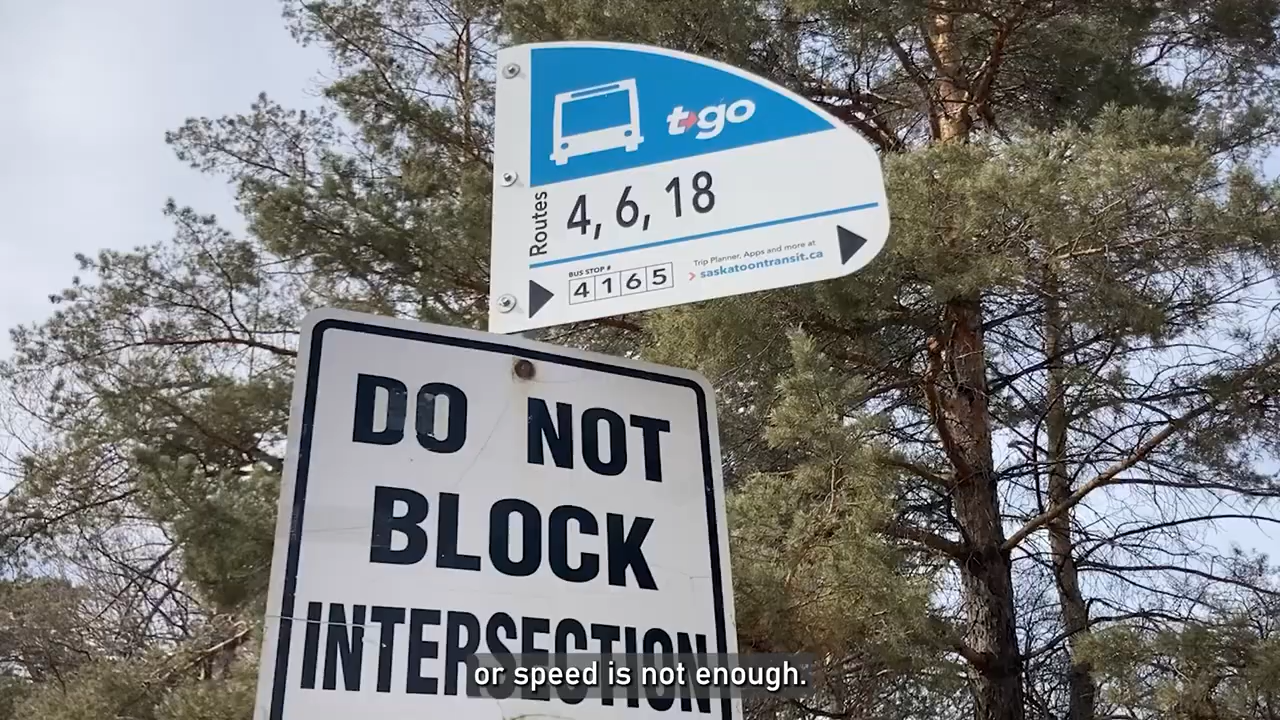 t▸go
Routes 4, 6, 18
BUS STOP #
4165
Trip Planner, Apps and more at
saskatoontransit.ca
DO NOT
BLOCK
INTERSECTION
or speed is not enough.